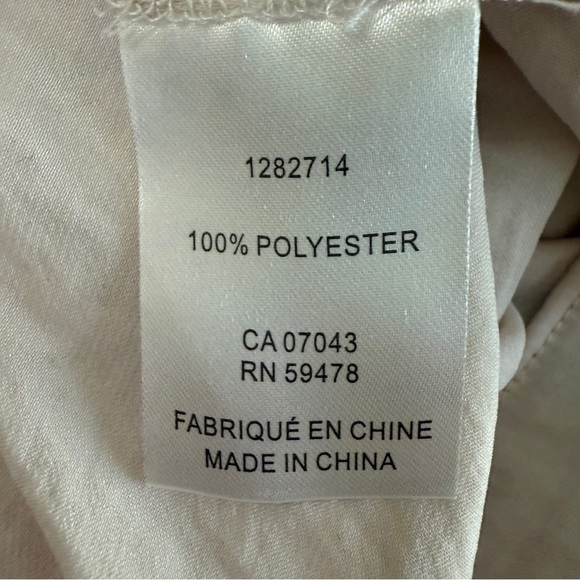 1282714
100% POLYESTER
CA 07043
RN 59478
FABRIQUÉ EN CHINE
MADE IN CHINA